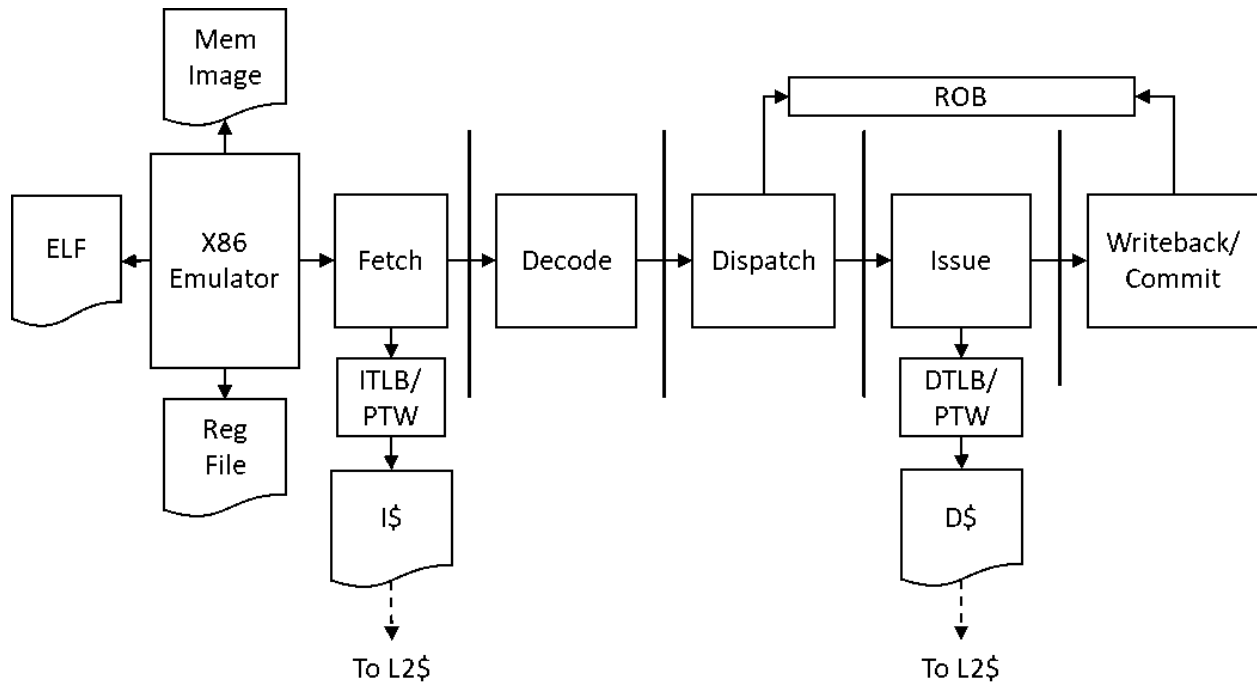 Mem
Image
ROB
ELF
X86
Emulator
Fetch
Decode
Dispatch
Issue
Writeback/
Commit
Reg
File
ITLB/
PTW
DTLB/
PTW
I$
D$
To L2$
To L2$